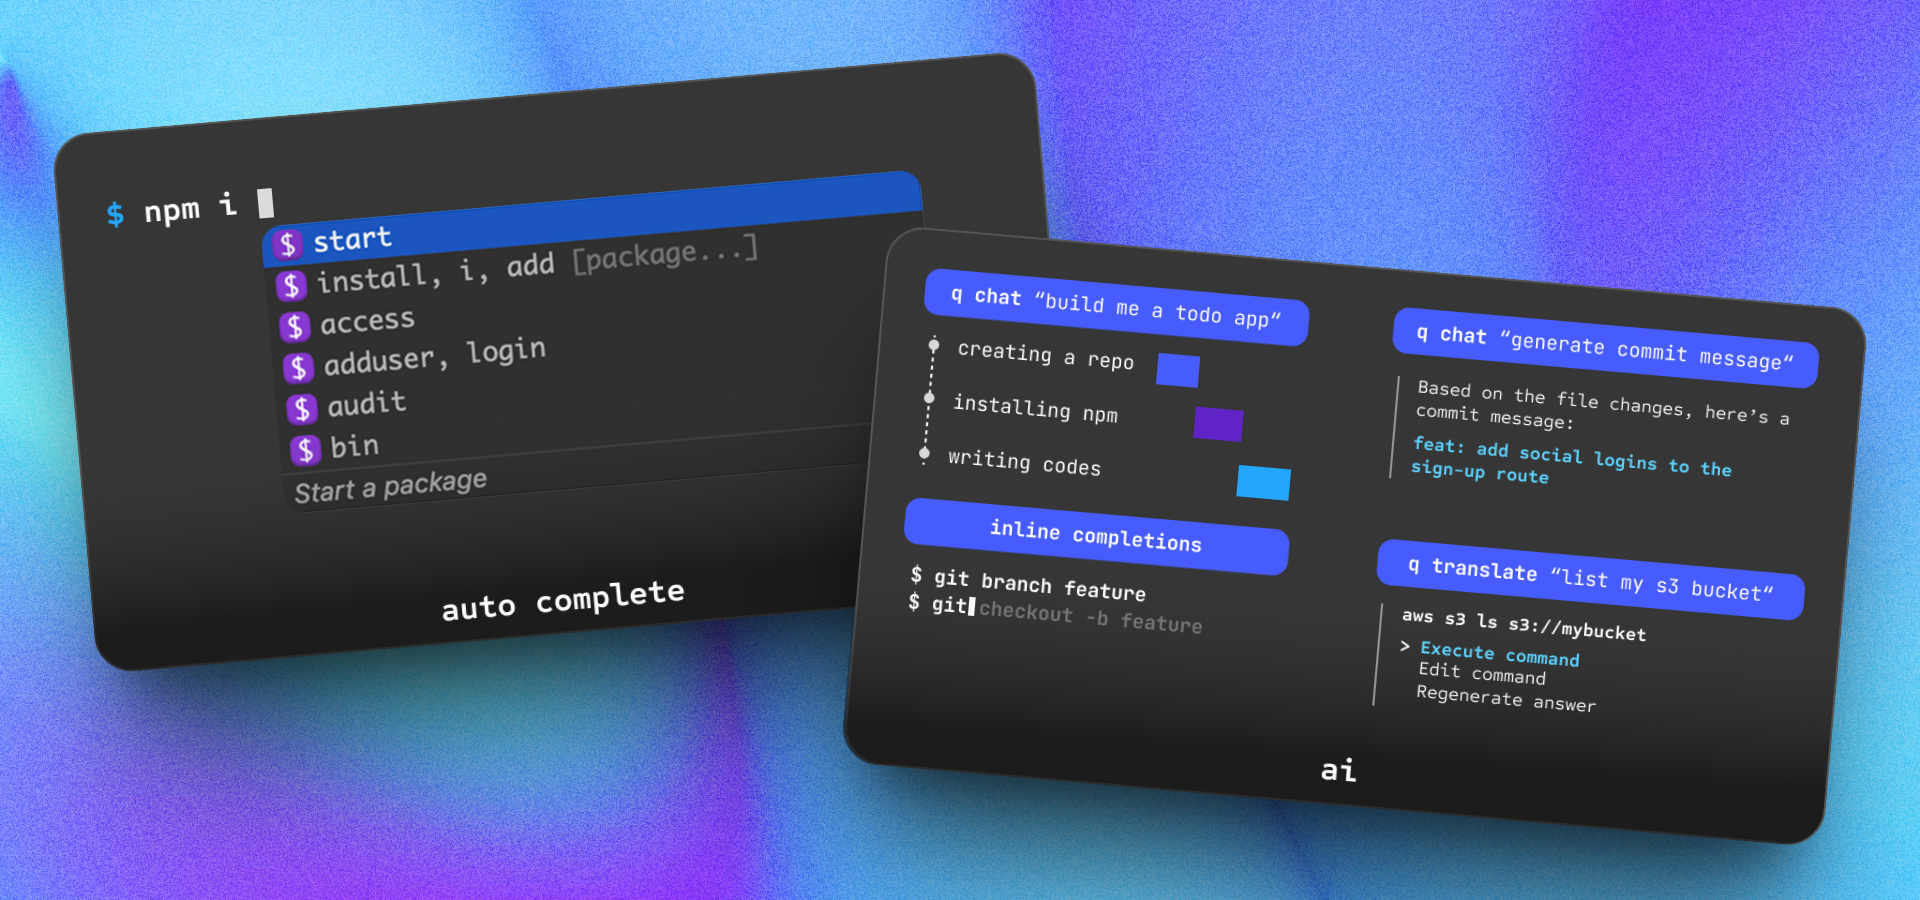 $ npm i
$ start
$ install, i, add [package...]
$ access
$ adduser, login
$ audit
$ bin
Start a package
auto complete
q chat “build me a todo app“
creating a repo
installing npm
writing codes
inline completions
$ git branch feature
$ git checkout -b feature
q chat “generate commit message“
Based on the file changes, here’s a
commit message:
feat: add social logins to the
sign-up route
q translate “list my s3 bucket“
aws s3 ls s3://mybucket
> Execute command
Edit command
Regenerate answer
ai